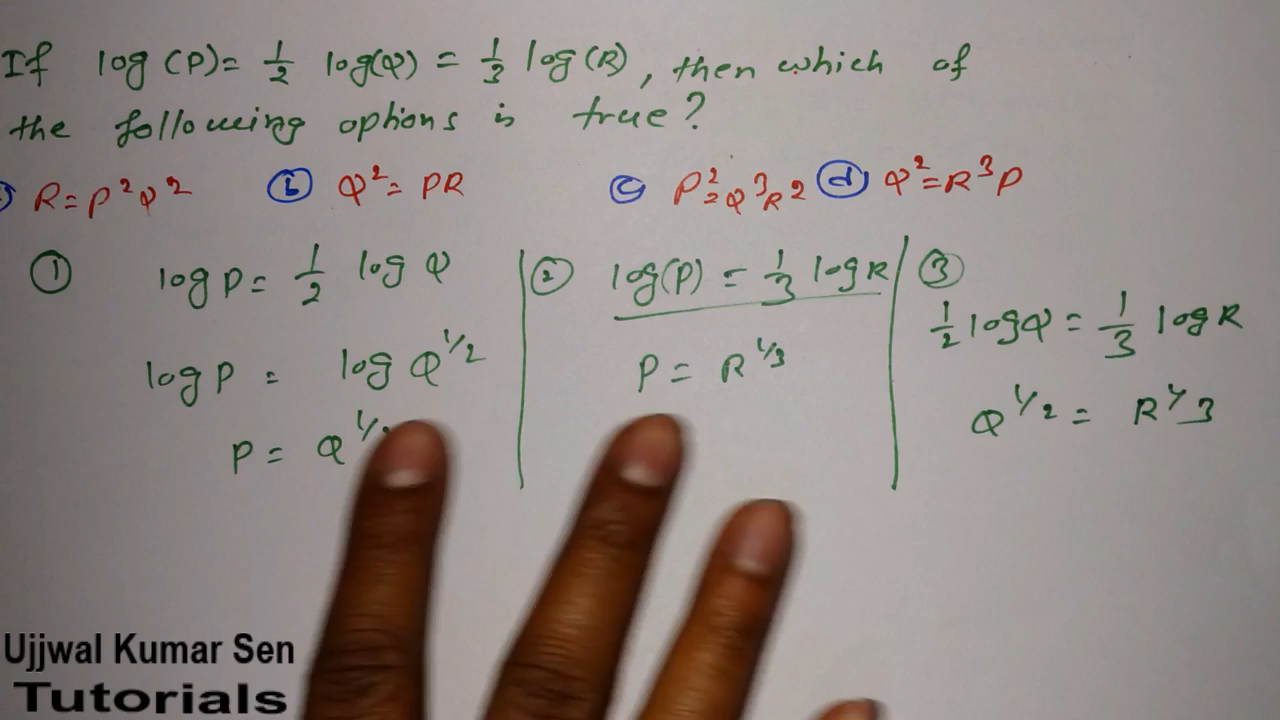 If log(P)= 1/2 log(Q) = 1/3 log(R), then which of
the following options is true?
R=P²Q² (b) Q²= PR (c) P²=Q³R² (d) Q²=R³P
① log P= 1/2 log Q
log P = log Q^1/2
P = Q^1/
② log(P) = 1/3 log R
P = R^1/3
③
1/2 log Q = 1/3 log R
Q^1/2 = R^1/3
Ujjwal Kumar Sen
Tutorials